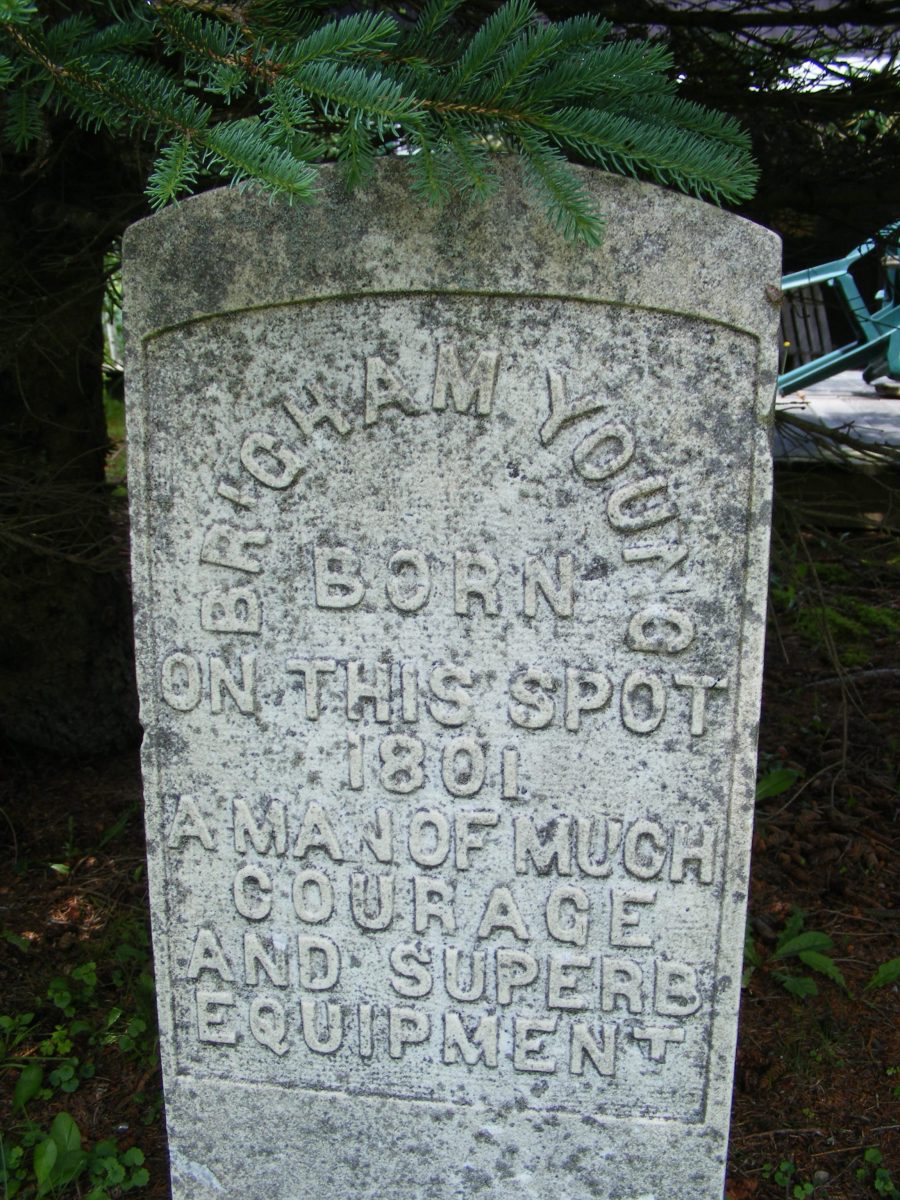 BRIGHAM YOUNG
BORN
ON THIS SPOT
1801
A MAN OF MUCH
COURAGE
AND SUPERB
EQUIPMENT